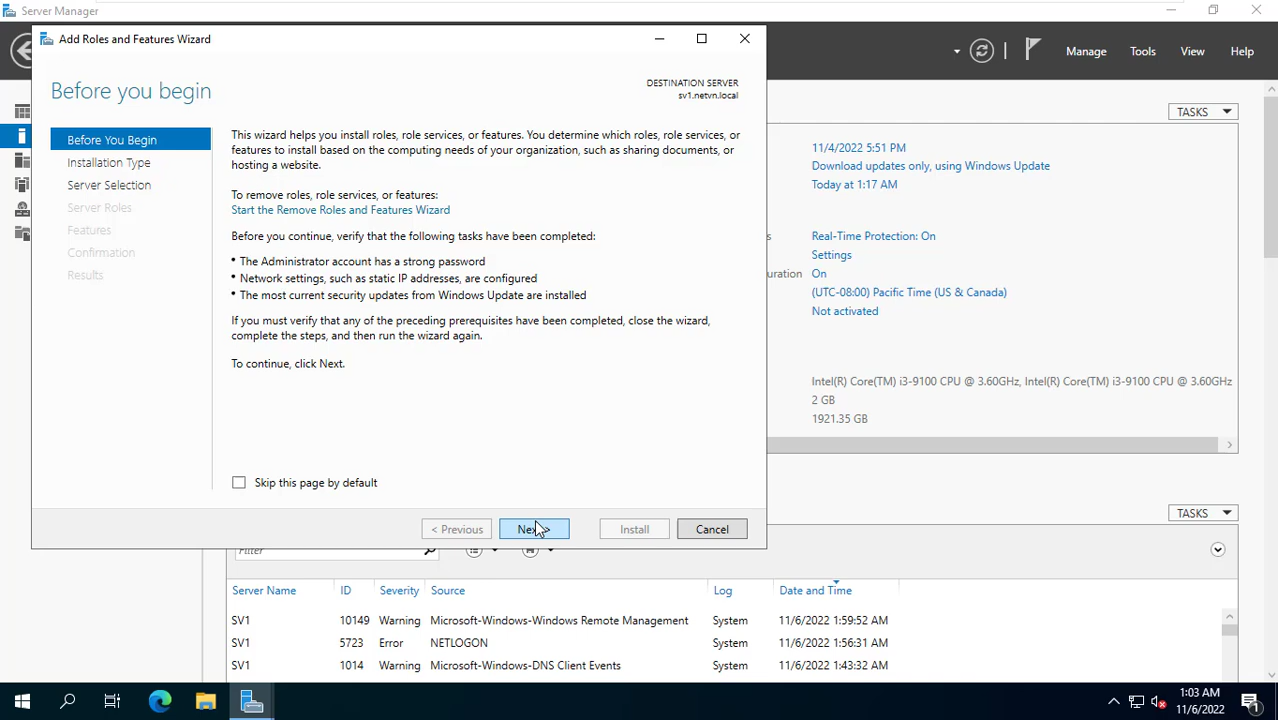 Server Manager
Add Roles and Features Wizard
Manage
Tools
View
Help
Before you begin
DESTINATION SERVER
sv1.netvn.local
Before You Begin
Installation Type
Server Selection
Server Roles
Features
Confirmation
Results
This wizard helps you install roles, role services, or features. You determine which roles, role services, or
features to install based on the computing needs of your organization, such as sharing documents, or
hosting a website.
To remove roles, role services, or features:
Start the Remove Roles and Features Wizard
Before you continue, verify that the following tasks have been completed:
• The Administrator account has a strong password
• Network settings, such as static IP addresses, are configured
• The most current security updates from Windows Update are installed
If you must verify that any of the preceding prerequisites have been completed, close the wizard,
complete the steps, and then run the wizard again.
To continue, click Next.
Skip this page by default
< Previous
Install
Cancel
TASKS
11/4/2022 5:51 PM
Download updates only, using Windows Update
Today at 1:17 AM
Real-Time Protection: On
Settings
On
(UTC-08:00) Pacific Time (US & Canada)
Not activated
Intel(R) Core(TM) i3-9100 CPU @ 3.60GHz, Intel(R) Core(TM) i3-9100 CPU @ 3.60GHz
2 GB
1921.35 GB
TASKS
Filter
Server Name ID Severity Source Log Date and Time
SV1 10149 Warning Microsoft-Windows-Windows Remote Management System 11/6/2022 1:59:52 AM
SV1 5723 Error NETLOGON System 11/6/2022 1:56:31 AM
SV1 1014 Warning Microsoft-Windows-DNS Client Events System 11/6/2022 1:43:32 AM
1:03 AM
11/6/2022
1